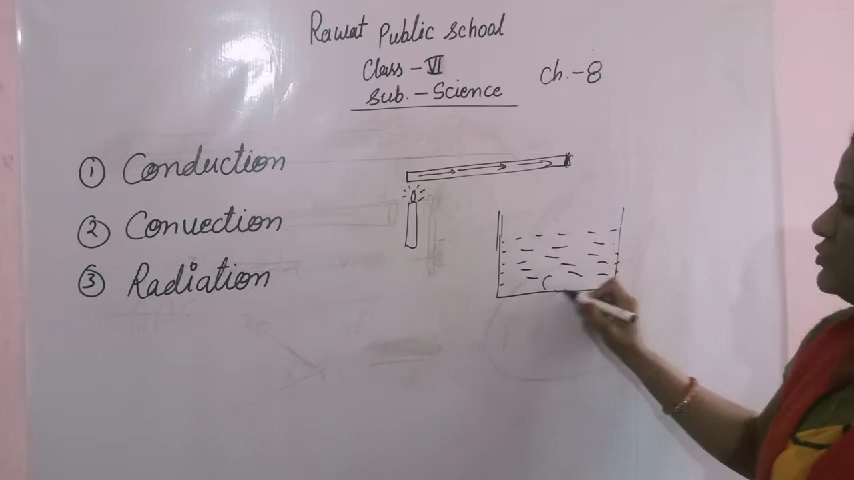 Rawat Public School
Class - VI
Sub. - Science
Ch. - 8
① Conduction
② Convection
③ Radiation